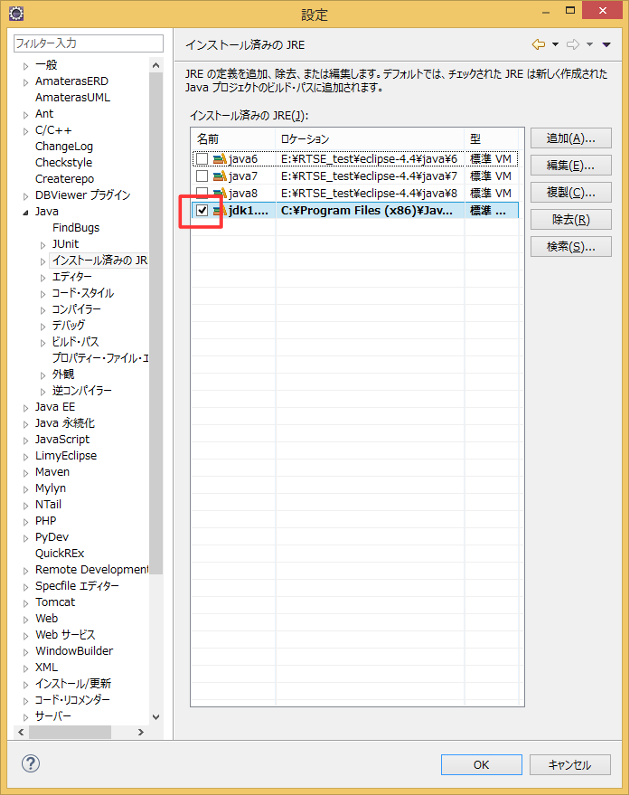 設定
フィルター入力
一般
AmaterasERD
AmaterasUML
Ant
C/C++
ChangeLog
Checkstyle
Createrepo
DBViewer プラグイン
Java
FindBugs
JUnit
インストール済みの JR
エディター
コード・スタイル
コンパイラー
デバッグ
ビルド・パス
プロパティー・ファイル・エ
外観
逆コンパイラー
Java EE
Java 永続化
JavaScript
LimyEclipse
Maven
Mylyn
NTail
PHP
PyDev
QuickREx
Remote Development
Specfile エディター
Tomcat
Web
Web サービス
WindowBuilder
XML
インストール/更新
コード・リコメンダー
サーバー
インストール済みの JRE
JRE の定義を追加、除去、または編集します。デフォルトでは、チェックされた JRE は新しく作成された
Java プロジェクトのビルド・パスに追加されます。
インストール済みの JRE(J):
名前 ロケーション 型
java6 E:¥RTSE_test¥eclipse-4.4¥java¥6 標準 VM
java7 E:¥RTSE_test¥eclipse-4.4¥java¥7 標準 VM
java8 E:¥RTSE_test¥eclipse-4.4¥java¥8 標準 VM
jdk1.... C:¥Program Files (x86)¥Jav... 標準 ...
追加(A)...
編集(E)...
複製(C)...
除去(R)
検索(S)...
OK
キャンセル